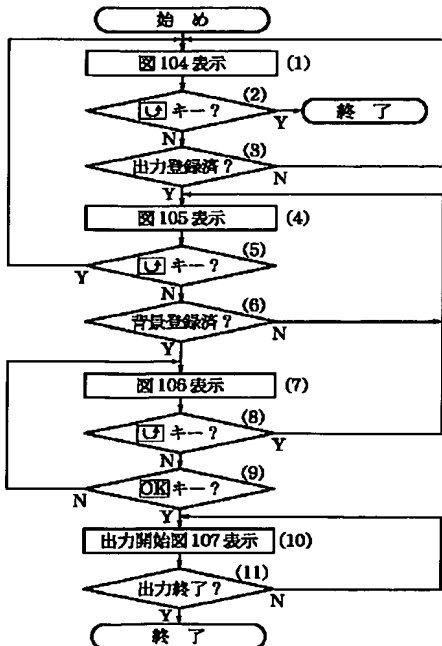 始め
図104表示 (1)
(2)
キー?
Y
終了
N
(3)
出力登録済?
N
Y
図105表示 (4)
(5)
キー?
Y
N
(6)
背景登録済?
N
Y
図106表示 (7)
(8)
キー?
Y
N
(9)
OKキー?
N
Y
出力開始図107表示 (10)
(11)
出力終了?
N
Y
終了